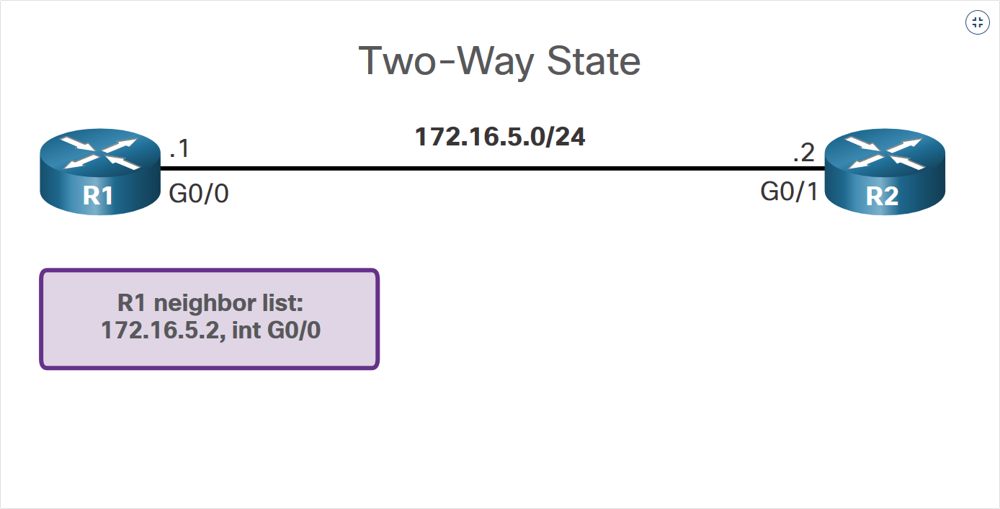 Two-Way State
172.16.5.0/24
.1
.2
R1
G0/0
G0/1
R2
R1 neighbor list:
172.16.5.2, int G0/0